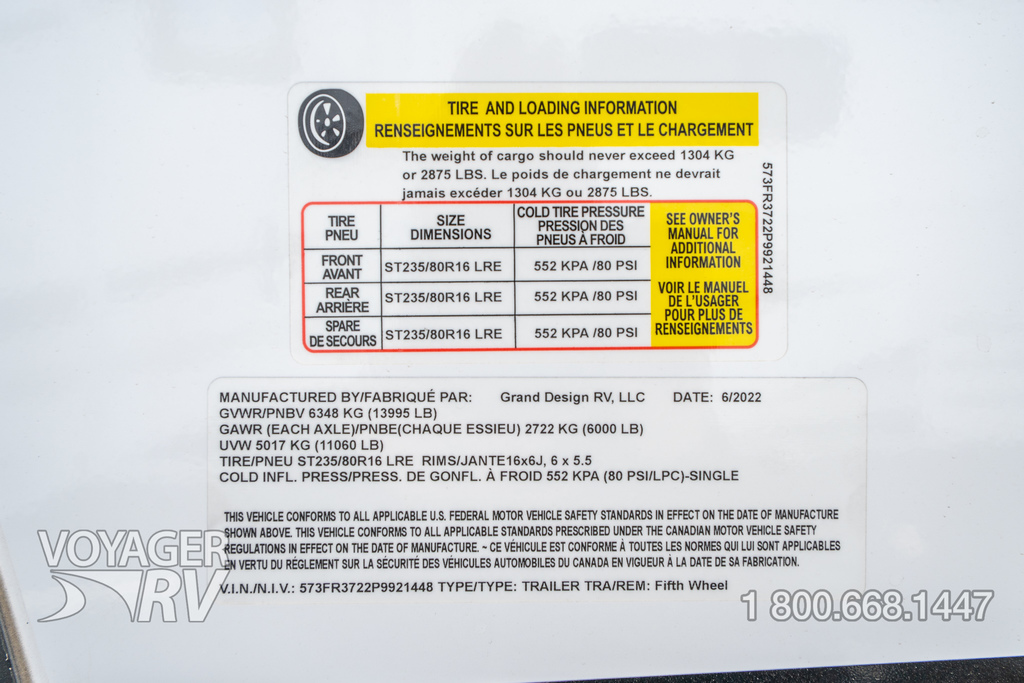 TIRE AND LOADING INFORMATION
RENSEIGNEMENTS SUR LES PNEUS ET LE CHARGEMENT
The weight of cargo should never exceed 1304 KG
or 2875 LBS. Le poids de chargement ne devrait
jamais excéder 1304 KG ou 2875 LBS.
TIRE
PNEU
SIZE
DIMENSIONS
COLD TIRE PRESSURE
PRESSION DES
PNEUS À FROID
FRONT
AVANT
ST235/80R16 LRE
552 KPA /80 PSI
REAR
ARRIÈRE
ST235/80R16 LRE
552 KPA /80 PSI
SPARE
DE SECOURS
ST235/80R16 LRE
552 KPA /80 PSI
SEE OWNER'S
MANUAL FOR
ADDITIONAL
INFORMATION
VOIR LE MANUEL
DE L'USAGER
POUR PLUS DE
RENSEIGNEMENTS
573FR3722P9921448
MANUFACTURED BY/FABRIQUÉ PAR: Grand Design RV, LLC DATE: 6/2022
GVWR/PNBV 6348 KG (13995 LB)
GAWR (EACH AXLE)/PNBE(CHAQUE ESSIEU) 2722 KG (6000 LB)
UVW 5017 KG (11060 LB)
TIRE/PNEU ST235/80R16 LRE RIMS/JANTE16x6J, 6 x 5.5
COLD INFL. PRESS/PRESS. DE GONFL. À FROID 552 KPA (80 PSI/LPC)-SINGLE
THIS VEHICLE CONFORMS TO ALL APPLICABLE U.S. FEDERAL MOTOR VEHICLE SAFETY STANDARDS IN EFFECT ON THE DATE OF MANUFACTURE
SHOWN ABOVE. THIS VEHICLE CONFORMS TO ALL APPLICABLE STANDARDS PRESCRIBED UNDER THE CANADIAN MOTOR VEHICLE SAFETY
REGULATIONS IN EFFECT ON THE DATE OF MANUFACTURE. ~ CE VÉHICULE EST CONFORME À TOUTES LES NORMES QUI LUI SONT APPLICABLES
EN VERTU DU RÉGLEMENT SUR LA SÉCURITÉ DES VÉHICULES AUTOMOBILES DU CANADA EN VIGUEUR À LA DATE DE SA FABRICATION.
V.I.N./N.I.V.: 573FR3722P9921448 TYPE/TYPE: TRAILER TRA/REM: Fifth Wheel
VOYAGER
RV
1 800.668.1447